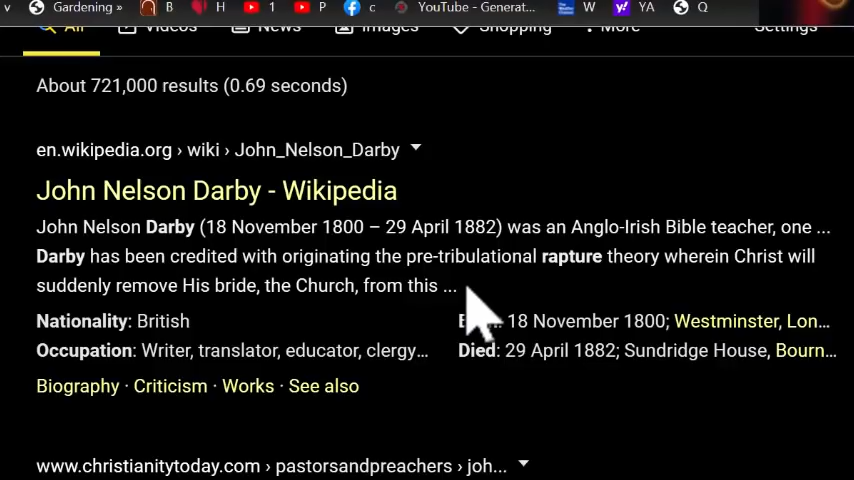 Gardening » B H 1 P c YouTube - Generat... W YA Q
All Videos News Images Shopping More Settings
About 721,000 results (0.69 seconds)
en.wikipedia.org › wiki › John_Nelson_Darby
John Nelson Darby - Wikipedia
John Nelson Darby (18 November 1800 – 29 April 1882) was an Anglo-Irish Bible teacher, one ...
Darby has been credited with originating the pre-tribulational rapture theory wherein Christ will
suddenly remove His bride, the Church, from this ...
Nationality: British
18 November 1800; Westminster, Lon...
Occupation: Writer, translator, educator, clergy...
Died: 29 April 1882; Sundridge House, Bourn...
Biography · Criticism · Works · See also
www.christianitytoday.com › pastorsandpreachers › joh...